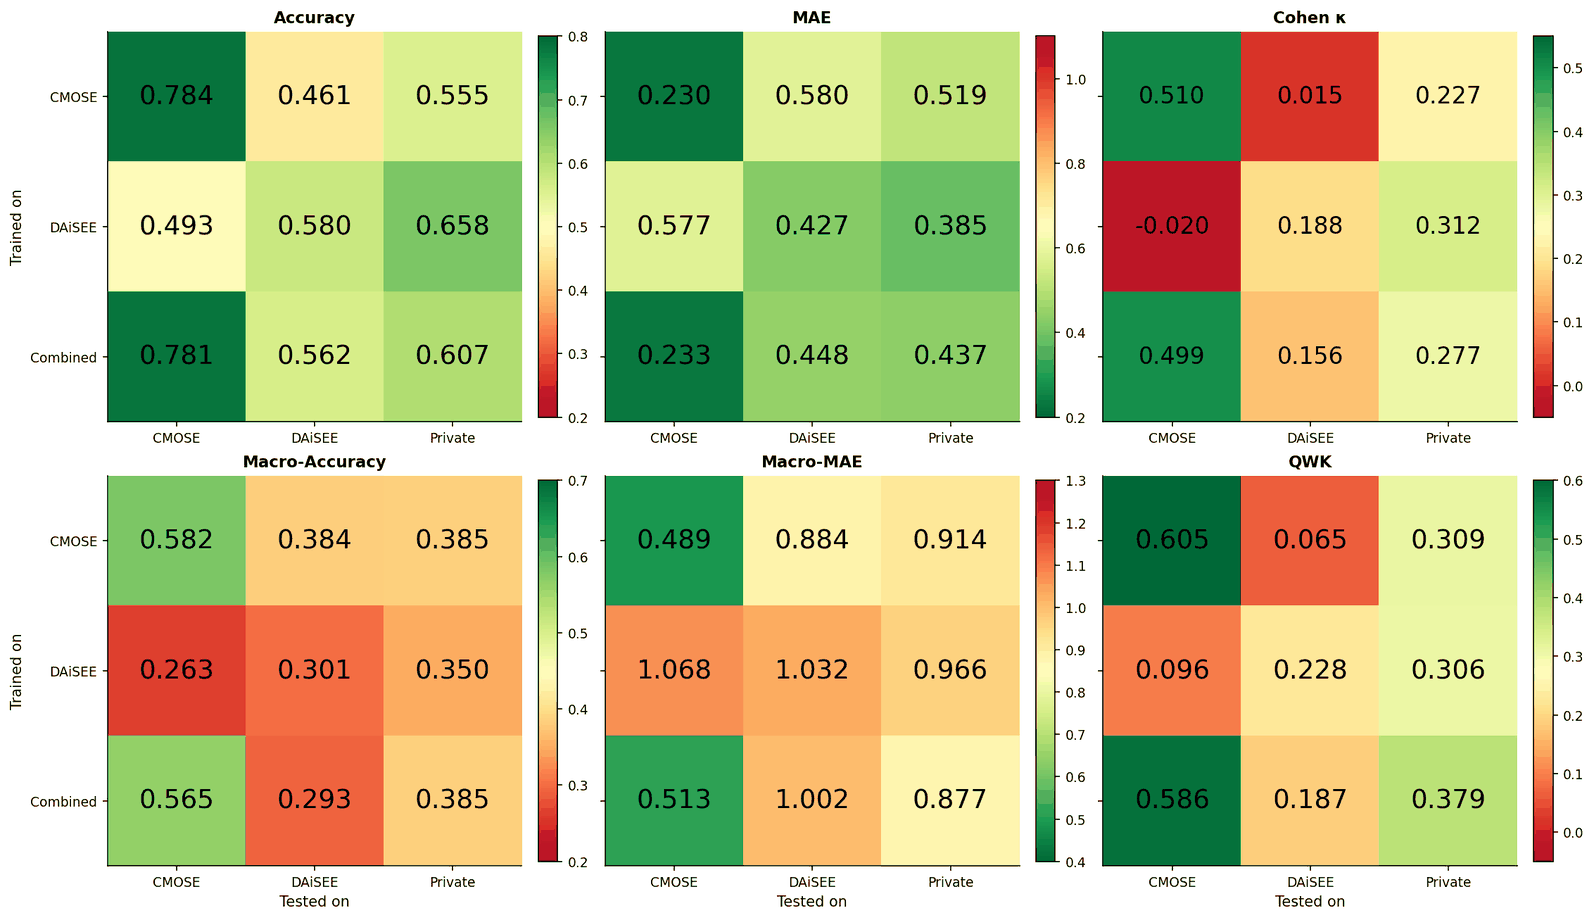 Accuracy
MAE
Cohen κ
Trained on
CMOSE
DAiSEE
Combined
0.784 0.461 0.555
0.493 0.580 0.658
0.781 0.562 0.607
CMOSE DAiSEE Private
0.8
0.7
0.6
0.5
0.4
0.3
0.2
0.230 0.580 0.519
0.577 0.427 0.385
0.233 0.448 0.437
CMOSE DAiSEE Private
1.0
0.8
0.6
0.4
0.2
0.510 0.015 0.227
-0.020 0.188 0.312
0.499 0.156 0.277
CMOSE DAiSEE Private
0.5
0.4
0.3
0.2
0.1
0.0
Macro-Accuracy
Macro-MAE
QWK
Trained on
CMOSE
DAiSEE
Combined
0.582 0.384 0.385
0.263 0.301 0.350
0.565 0.293 0.385
CMOSE DAiSEE Private
Tested on
0.7
0.6
0.5
0.4
0.3
0.2
0.489 0.884 0.914
1.068 1.032 0.966
0.513 1.002 0.877
CMOSE DAiSEE Private
Tested on
1.3
1.2
1.1
1.0
0.9
0.8
0.7
0.6
0.5
0.4
0.605 0.065 0.309
0.096 0.228 0.306
0.586 0.187 0.379
CMOSE DAiSEE Private
Tested on
0.6
0.5
0.4
0.3
0.2
0.1
0.0